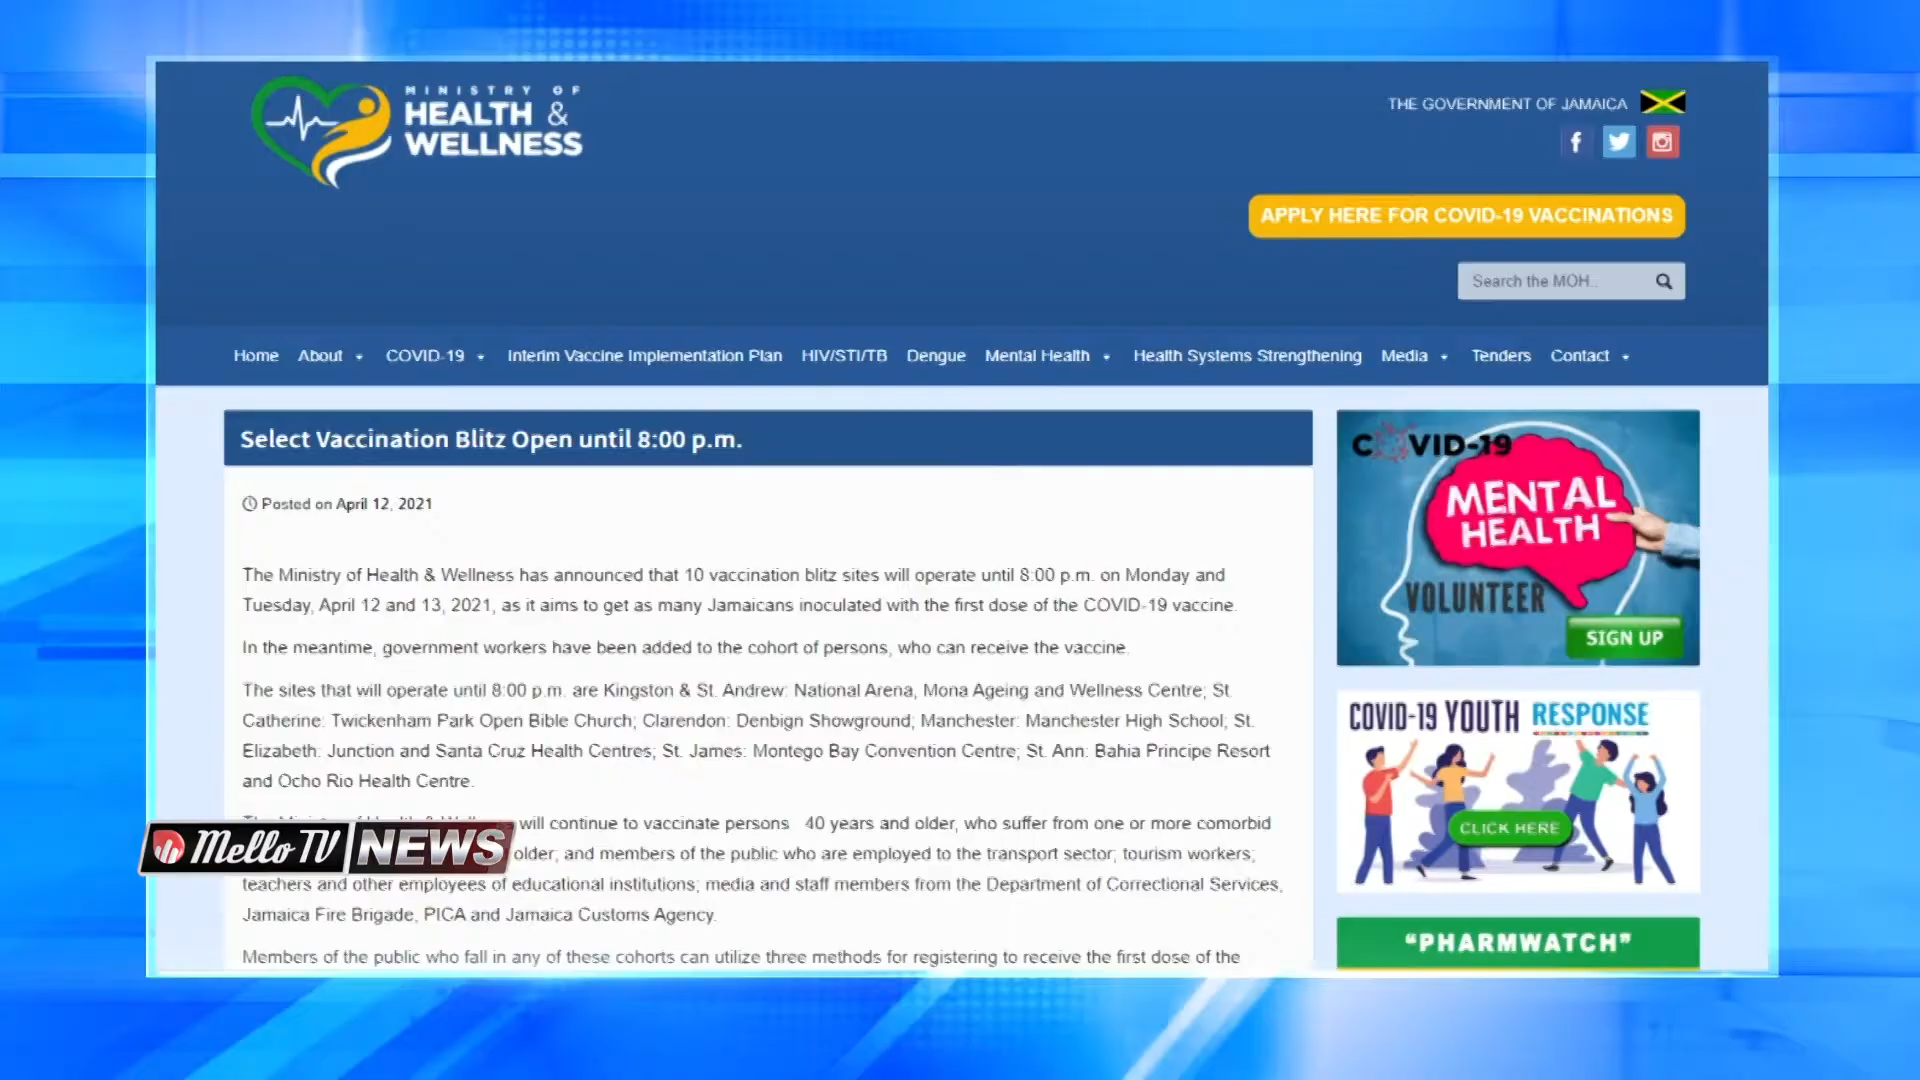 MINISTRY OF
HEALTH &
WELLNESS
THE GOVERNMENT OF JAMAICA
f
APPLY HERE FOR COVID-19 VACCINATIONS
Search the MOH..
Home About COVID-19 Interim Vaccine Implementation Plan HIV/STI/TB Dengue Mental Health Health Systems Strengthening Media Tenders Contact
Select Vaccination Blitz Open until 8:00 p.m.
Posted on April 12, 2021
The Ministry of Health & Wellness has announced that 10 vaccination blitz sites will operate until 8:00 p.m. on Monday and
Tuesday, April 12 and 13, 2021, as it aims to get as many Jamaicans inoculated with the first dose of the COVID-19 vaccine.
In the meantime, government workers have been added to the cohort of persons, who can receive the vaccine.
The sites that will operate until 8:00 p.m. are Kingston & St. Andrew: National Arena, Mona Ageing and Wellness Centre; St.
Catherine: Twickenham Park Open Bible Church; Clarendon: Denbign Showground; Manchester: Manchester High School; St.
Elizabeth: Junction and Santa Cruz Health Centres; St. James: Montego Bay Convention Centre; St. Ann: Bahia Principe Resort
and Ocho Rio Health Centre.
will continue to vaccinate persons 40 years and older, who suffer from one or more comorbid
older; and members of the public who are employed to the transport sector; tourism workers;
teachers and other employees of educational institutions; media and staff members from the Department of Correctional Services,
Jamaica Fire Brigade, PICA and Jamaica Customs Agency.
Members of the public who fall in any of these cohorts can utilize three methods for registering to receive the first dose of the
Mello TV NEWS
COVID-19
MENTAL
HEALTH
VOLUNTEER
SIGN UP
COVID-19 YOUTH RESPONSE
CLICK HERE
“PHARMWATCH”